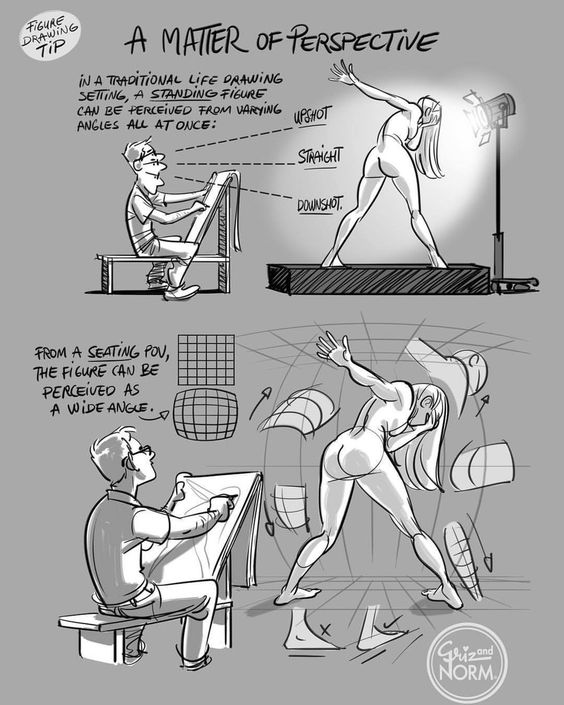 FIGURE
DRAWING
TIP
A MATTER OF PERSPECTIVE
IN A TRADITIONAL LIFE DRAWING
SETTING, A STANDING FIGURE
CAN BE PERCEIVED FROM VARYING
ANGLES ALL AT ONCE:
UPSHOT
STRAIGHT
DOWNSHOT.
FROM A SEATING POV,
THE FIGURE CAN BE
PERCEIVED AS
A WIDE ANGLE.
Griz and
NORM.